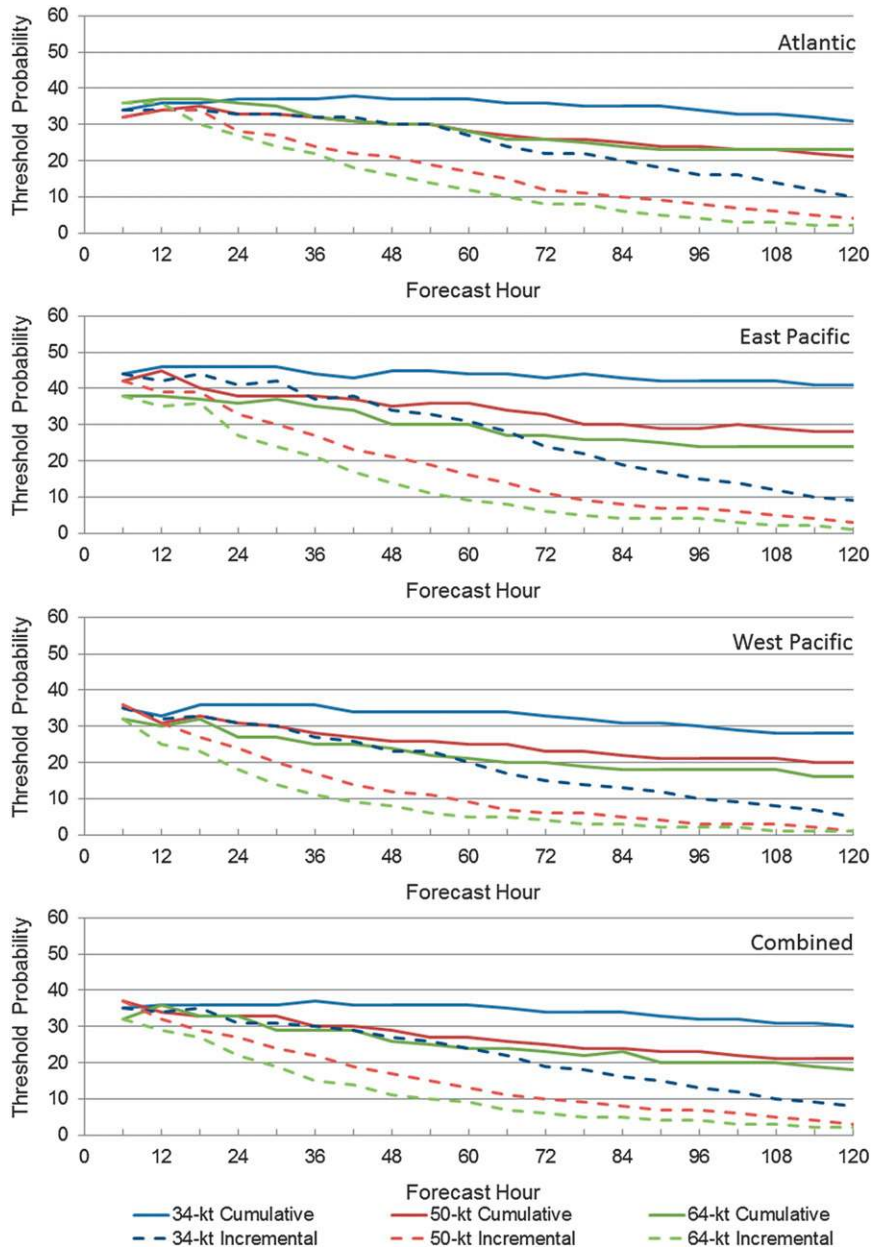 60
50
40
30
20
10
0
Threshold Probability
Atlantic
0 12 24 36 48 60 72 84 96 108 120
Forecast Hour
60
50
40
30
20
10
0
Threshold Probability
East Pacific
0 12 24 36 48 60 72 84 96 108 120
Forecast Hour
60
50
40
30
20
10
0
Threshold Probability
West Pacific
0 12 24 36 48 60 72 84 96 108 120
Forecast Hour
60
50
40
30
20
10
0
Threshold Probability
Combined
0 12 24 36 48 60 72 84 96 108 120
Forecast Hour
34-kt Cumulative 50-kt Cumulative 64-kt Cumulative
34-kt Incremental 50-kt Incremental 64-kt Incremental